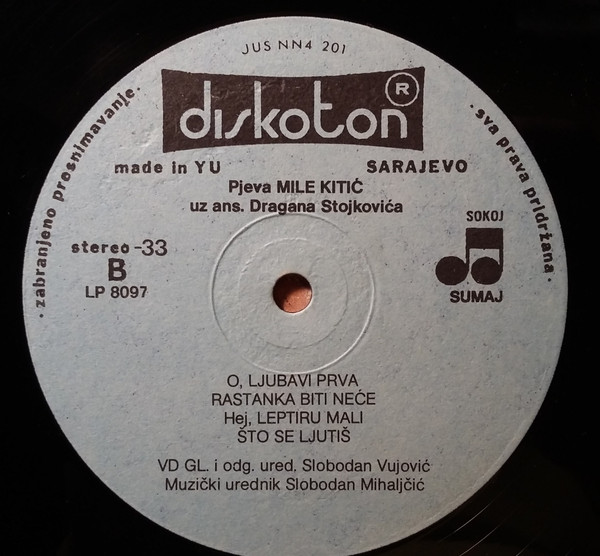 JUS NN4 201
diskoton ®
made in YU SARAJEVO
· zabranjeno presnimavanje ·
· sva prava pridržana ·
Pjeva MILE KITIĆ
uz ans. Dragana Stojkovića
stereo -33
B
LP 8097
SOKOJ
SUMAJ
O, LJUBAVI PRVA
RASTANKA BITI NEĆE
Hej, LEPTIRU MALI
ŠTO SE LJUTIŠ
VD GL. i odg. ured. Slobodan Vujović
Muzički urednik Slobodan Mihaljčić